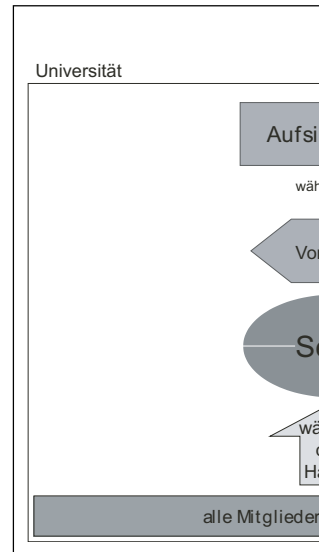 Universität
Aufsi
wäh
Vor
Se
wä
d
Ha
alle Mitglieder